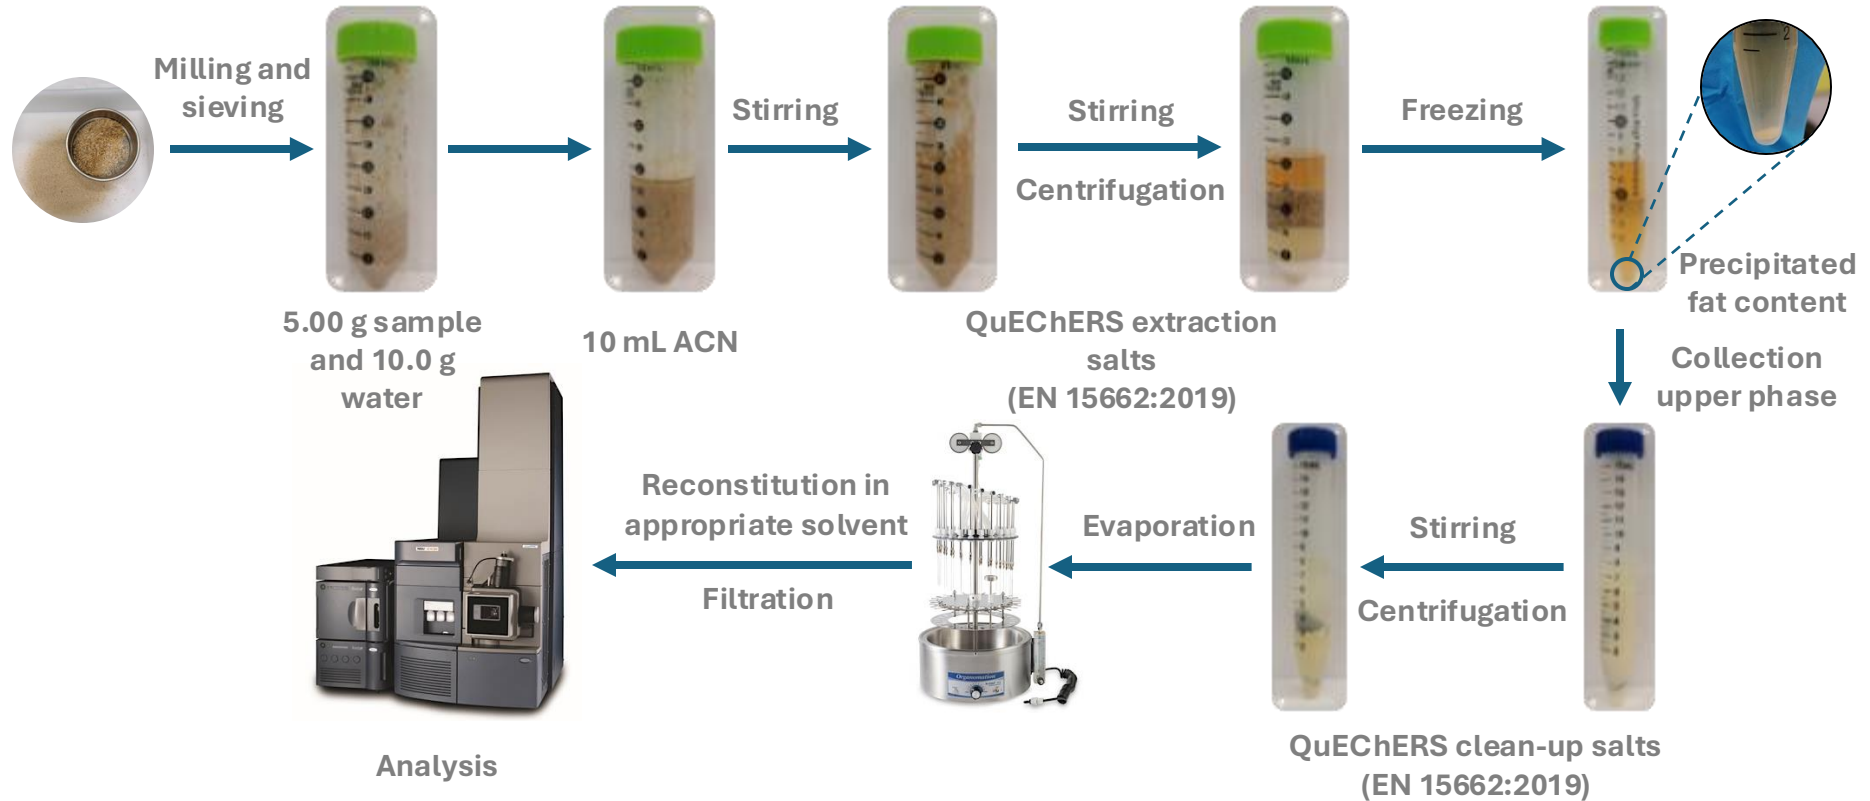 Milling and
sieving
Stirring
Stirring
Centrifugation
Freezing
2
5.00 g sample
and 10.0 g
water
10 mL ACN
QuEChERS extraction
salts
(EN 15662:2019)
Precipitated
fat content
Collection
upper phase
Reconstitution in
appropriate solvent
Filtration
Evaporation
Stirring
Centrifugation
Organomation
Analysis
QuEChERS clean-up salts
(EN 15662:2019)